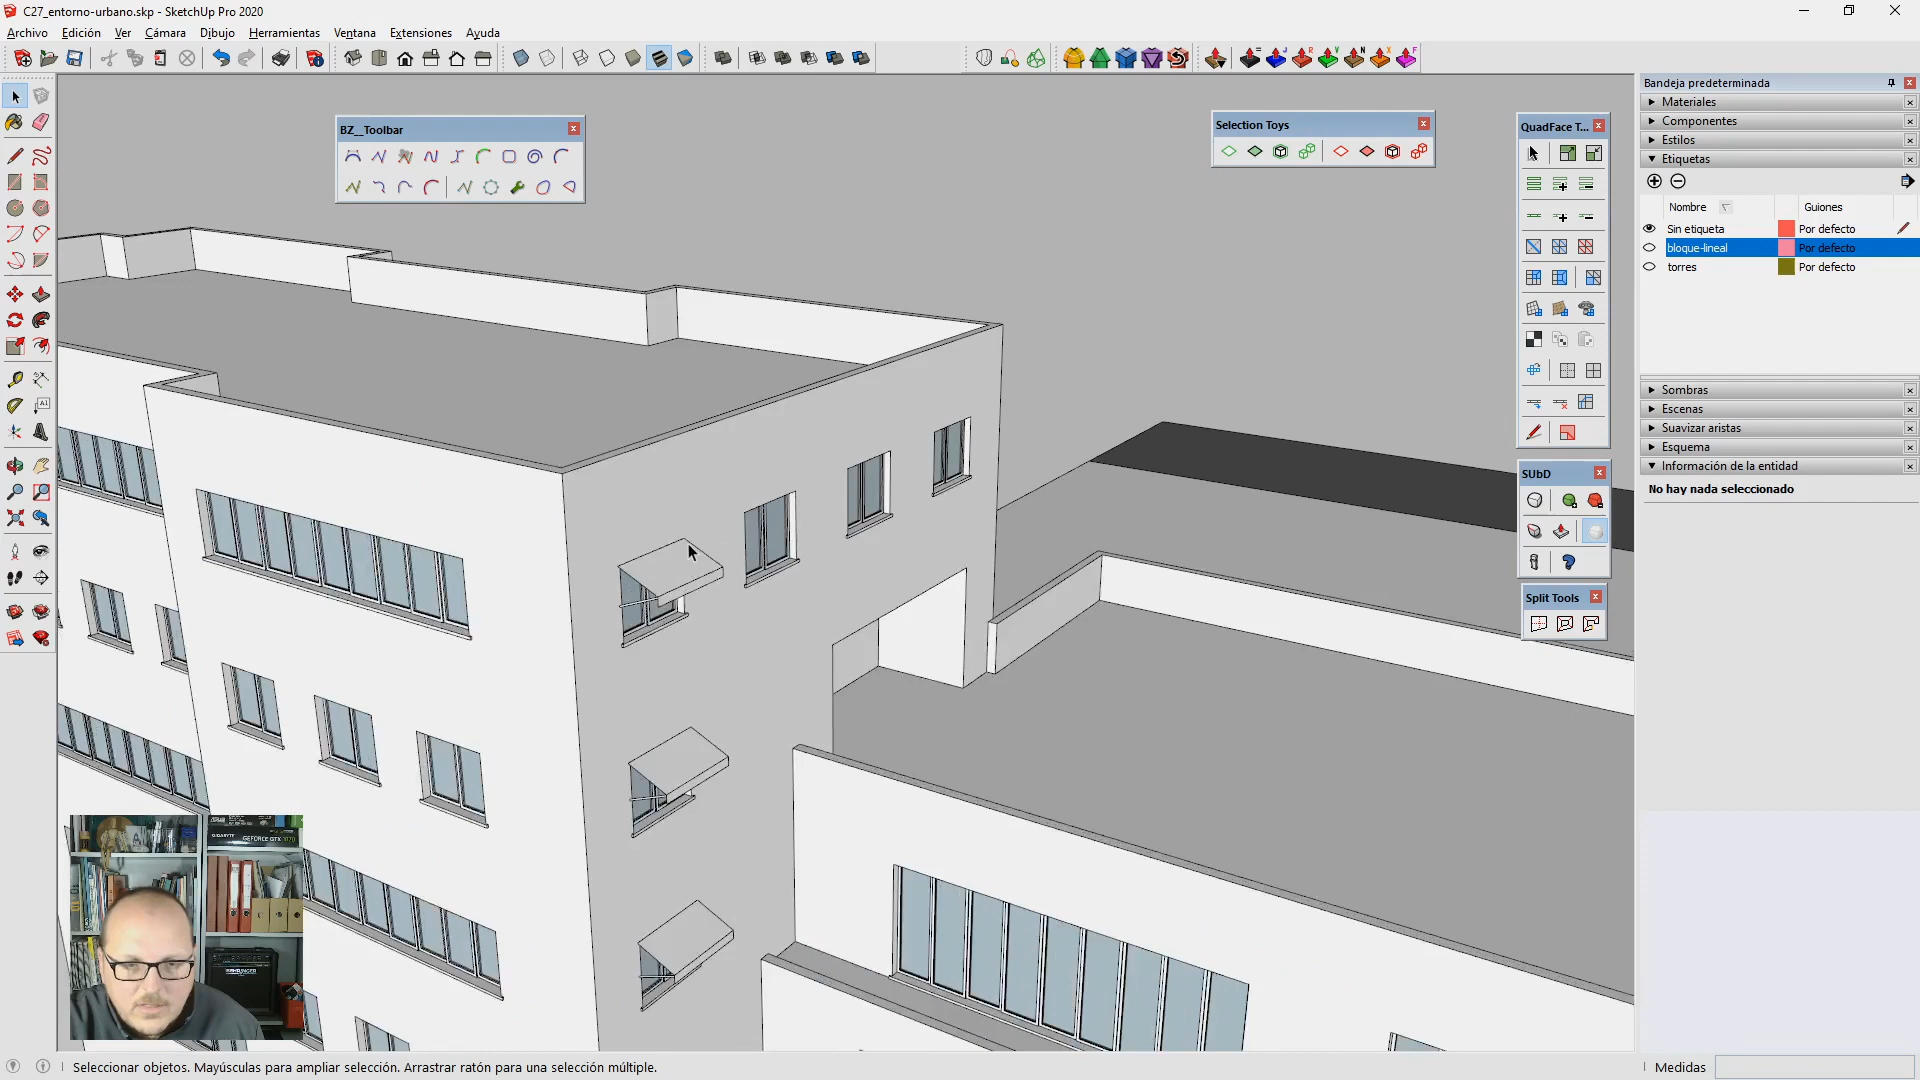 C27_entorno-urbano.skp - SketchUp Pro 2020
Archivo Edición Ver Cámara Dibujo Herramientas Ventana Extensiones Ayuda
BZ__Toolbar
Selection Toys
QuadFace T...
SUbD
Split Tools
Bandeja predeterminada
Materiales
Componentes
Estilos
Etiquetas
Nombre Guiones
Sin etiqueta Por defecto
bloque-lineal Por defecto
torres Por defecto
Sombras
Escenas
Suavizar aristas
Esquema
Información de la entidad
No hay nada seleccionado
GEFORCE GTX
BEHRINGER
Seleccionar objetos. Mayúsculas para ampliar selección. Arrastrar ratón para una selección múltiple.
Medidas